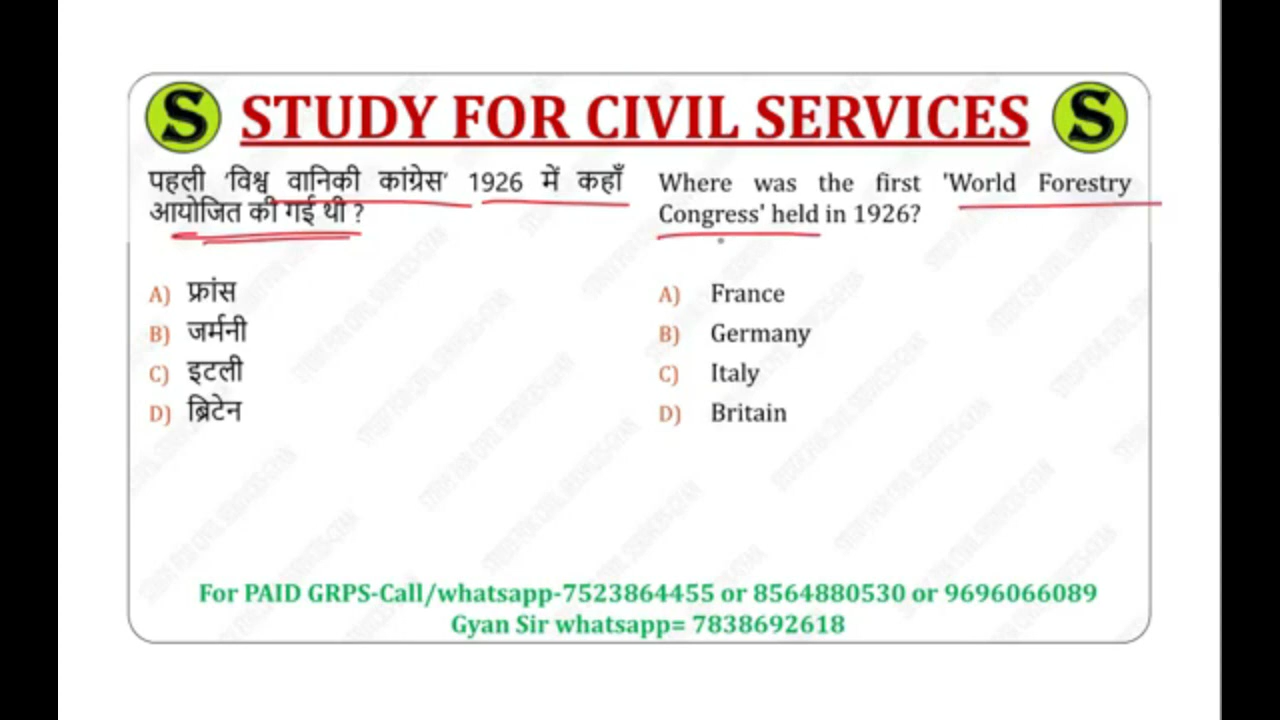 S STUDY FOR CIVIL SERVICES S
पहली ‘विश्व वानिकी कांग्रेस’ 1926 में कहाँ
आयोजित की गई थी ?
A) फ्रांस
B) जर्मनी
C) इटली
D) ब्रिटेन
Where was the first 'World Forestry
Congress' held in 1926?
A) France
B) Germany
C) Italy
D) Britain
For PAID GRPS-Call/whatsapp-7523864455 or 8564880530 or 9696066089
Gyan Sir whatsapp= 7838692618